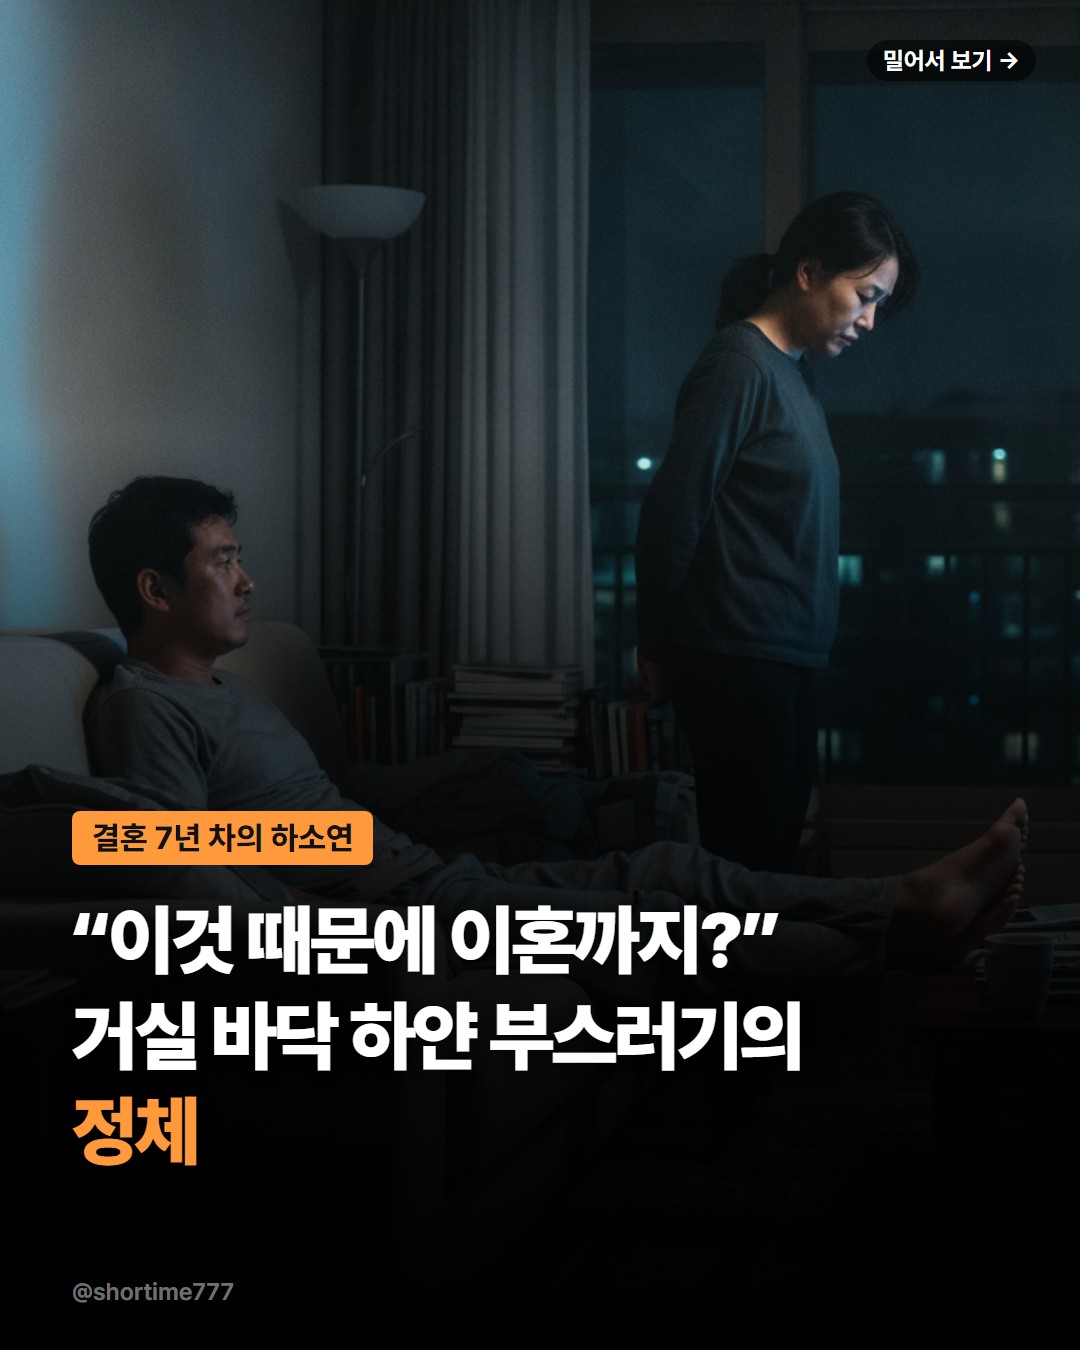 밀어서 보기 →
결혼 7년 차의 하소연
“이것 때문에 이혼까지?”
거실 바닥 하얀 부스러기의
정체
@shortime777